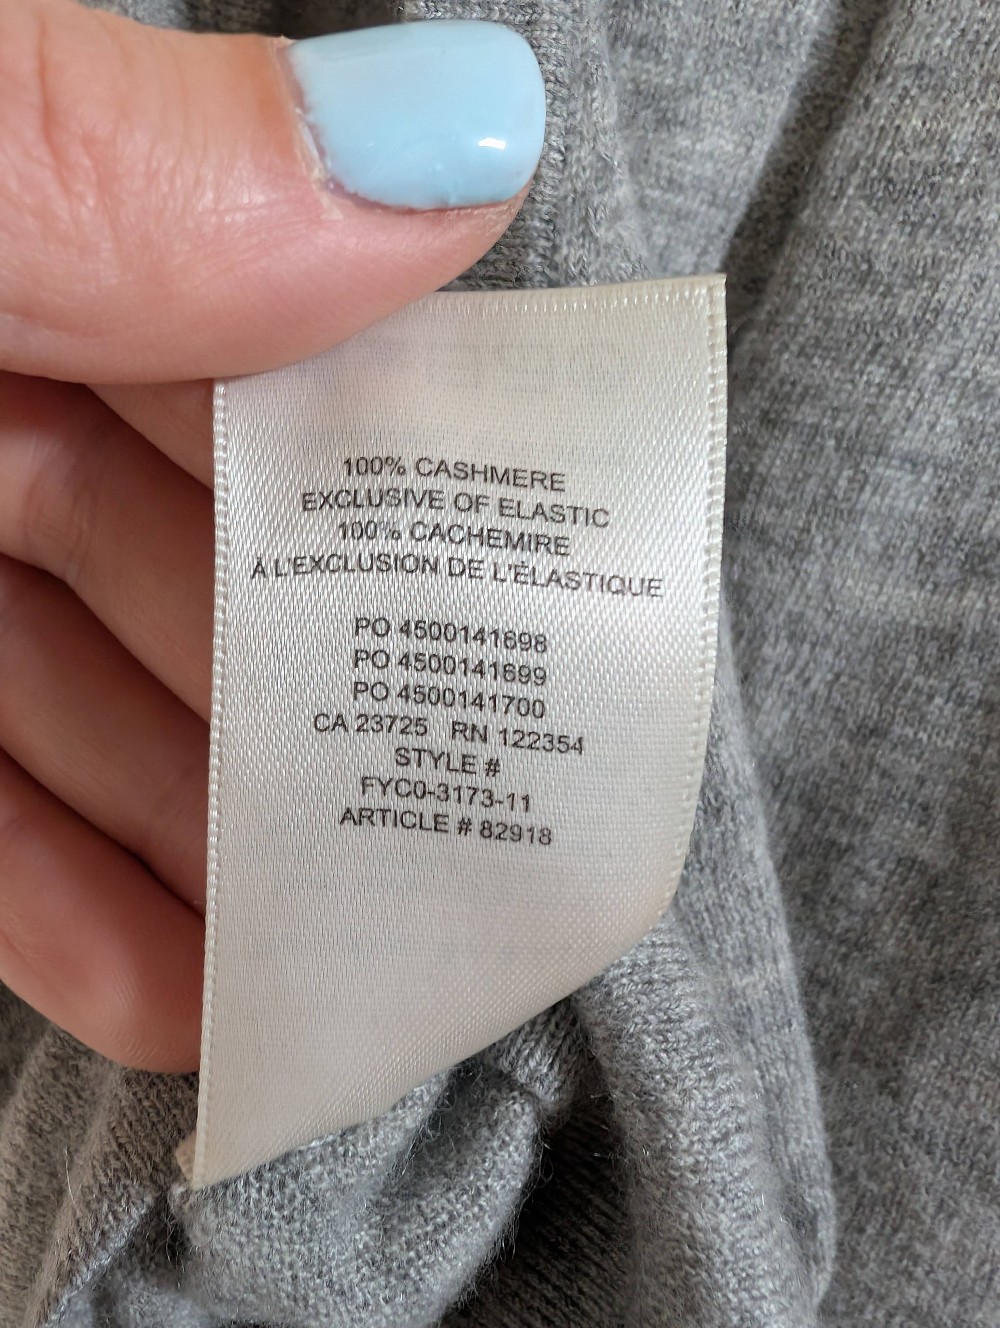 100% CASHMERE
EXCLUSIVE OF ELASTIC
100% CACHEMIRE
À L'EXCLUSION DE L'ÉLASTIQUE
PO 4500141698
PO 4500141699
PO 4500141700
CA 23725 RN 122354
STYLE #
FYC0-3173-11
ARTICLE # 82918